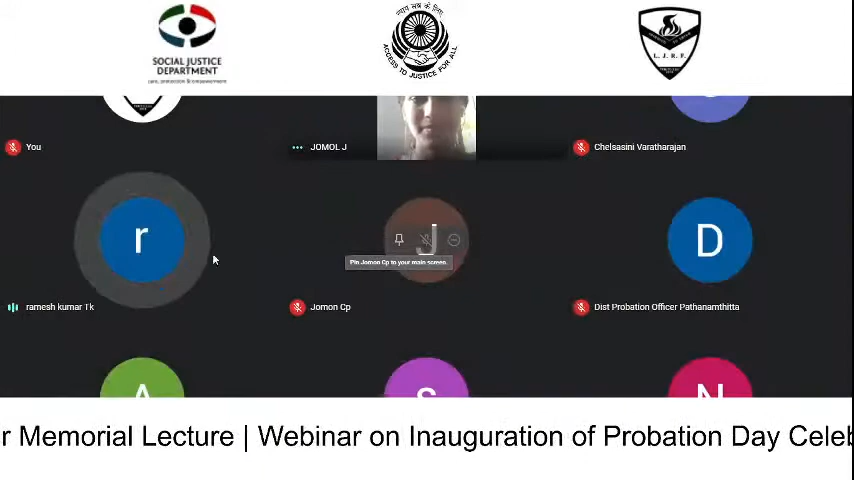 SOCIAL JUSTICE
DEPARTMENT
care, protection & empowerment
न्याय सब के लिए
ACCESS TO JUSTICE FOR ALL
L.J.R.F.
You
JOMOL J
Chelsasini Varatharajan
r
J
D
Pin Jomon Cp to your main screen.
ramesh kumar Tk
Jomon Cp
Dist Probation Officer Pathanamthitta
A
S
N
r Memorial Lecture | Webinar on Inauguration of Probation Day Celeb